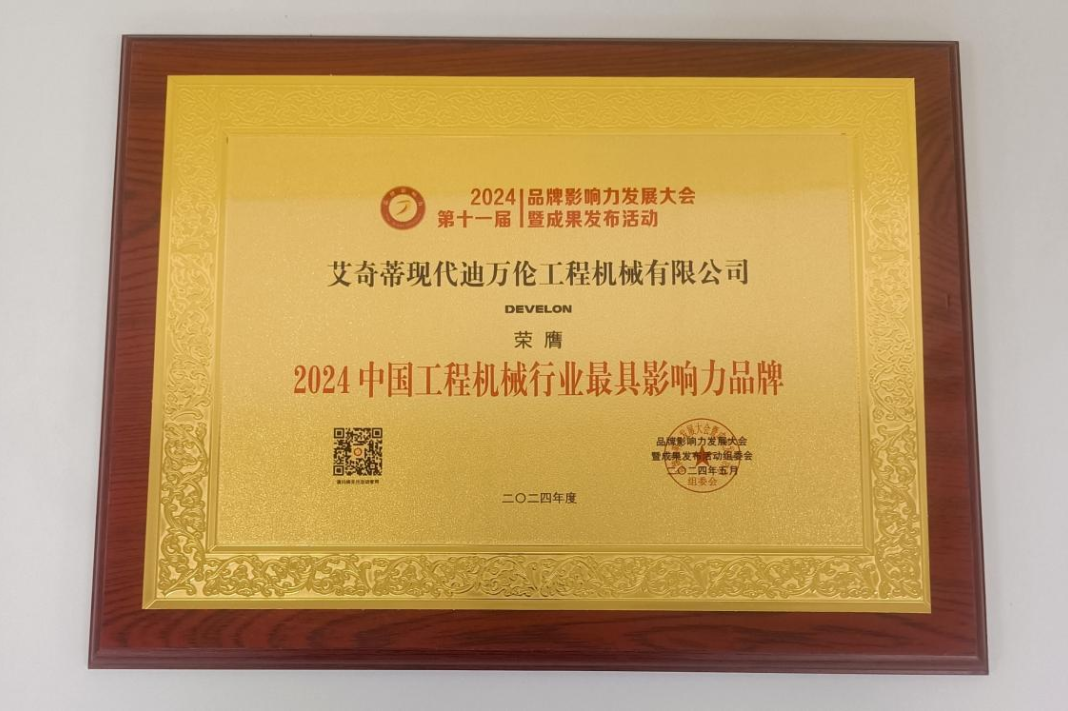 2024 品牌影响力发展大会
第十一届 暨成果发布活动
艾奇蒂现代迪万伦工程机械有限公司
DEVELON
荣膺
2024 中国工程机械行业最具影响力品牌
品牌影响力发展大会
暨成果发布活动组委会
二〇二四年五月
组委会
二〇二四年度